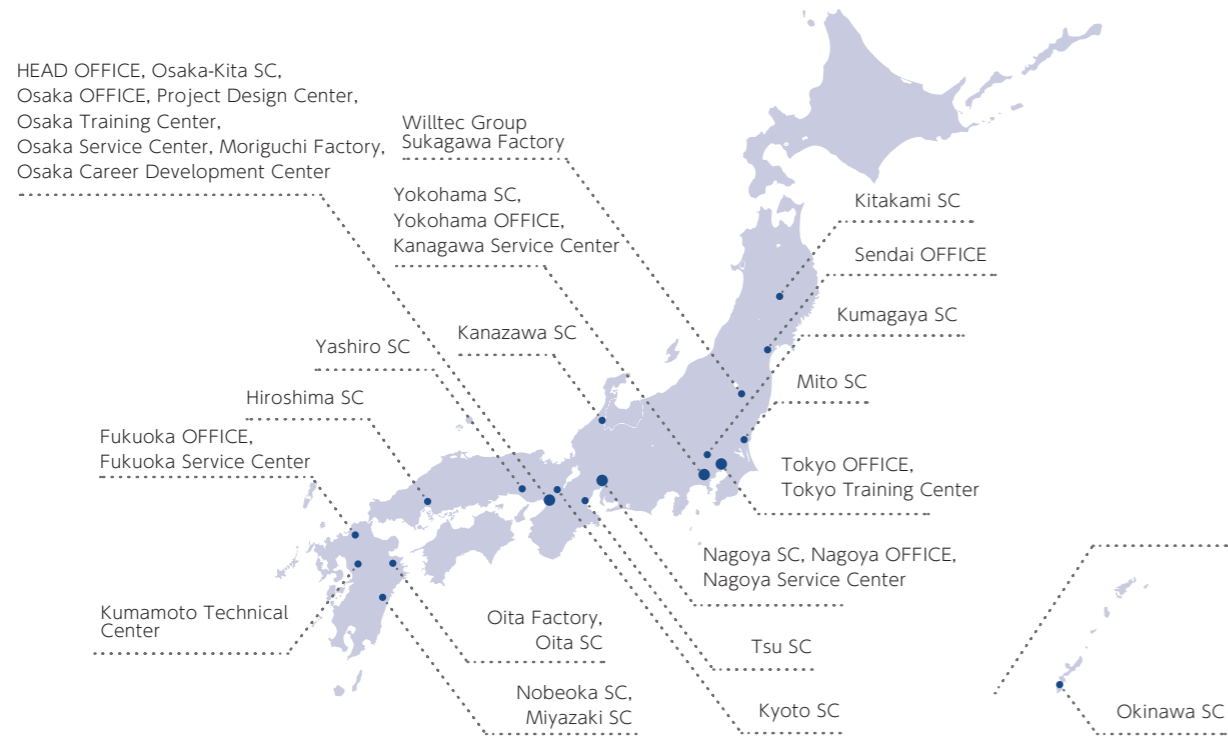 HEAD OFFICE, Osaka-Kita SC,
Osaka OFFICE, Project Design Center,
Osaka Training Center,
Osaka Service Center, Moriguchi Factory,
Osaka Career Development Center
Willtec Group
Sukagawa Factory
Yokohama SC,
Yokohama OFFICE,
Kanagawa Service Center
Kitakami SC
Sendai OFFICE
Kumagaya SC
Kanazawa SC
Yashiro SC
Mito SC
Hiroshima SC
Fukuoka OFFICE,
Fukuoka Service Center
Tokyo OFFICE,
Tokyo Training Center
Nagoya SC, Nagoya OFFICE,
Nagoya Service Center
Kumamoto Technical
Center
Oita Factory,
Oita SC
Tsu SC
Nobeoka SC,
Miyazaki SC
Kyoto SC
Okinawa SC